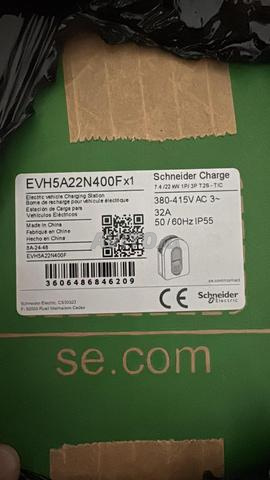 EVH5A22N400Fx1
Schneider Charge
7.4 /22 kW 1P/ 3P T2S - TIC
Electric vehicle Charging Station
Borne de recharge pour véhicule électrique
Estación de Carga para
Vehículos Eléctricos
380-415V AC 3~
32A
50 / 60Hz IP55
Made in China
Fabriqué en China
Hecho en China
8A-24-48
EVH5A22N400F
3606486846209
Schneider Electric, CS30323
F- 92500 Rueil Malmaison Cedex
CE
se.com/contact
Schneider
Electric
se.com